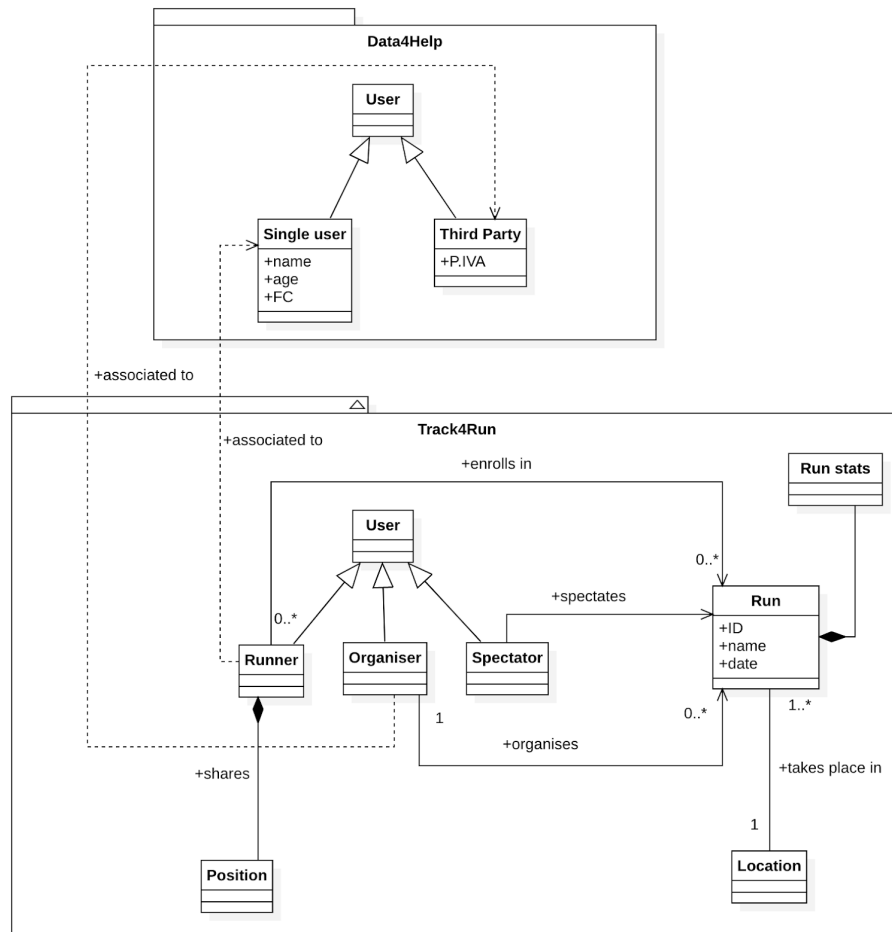 Data4Help
User
Single user
+name
+age
+FC
Third Party
+P.IVA
+associated to
+associated to
Track4Run
+enrolls in
Run stats
User
0..*
0..*
+spectates
Run
+ID
+name
+date
Runner
Organiser
Spectator
1
0..*
1..*
+organises
+shares
+takes place in
1
Position
Location